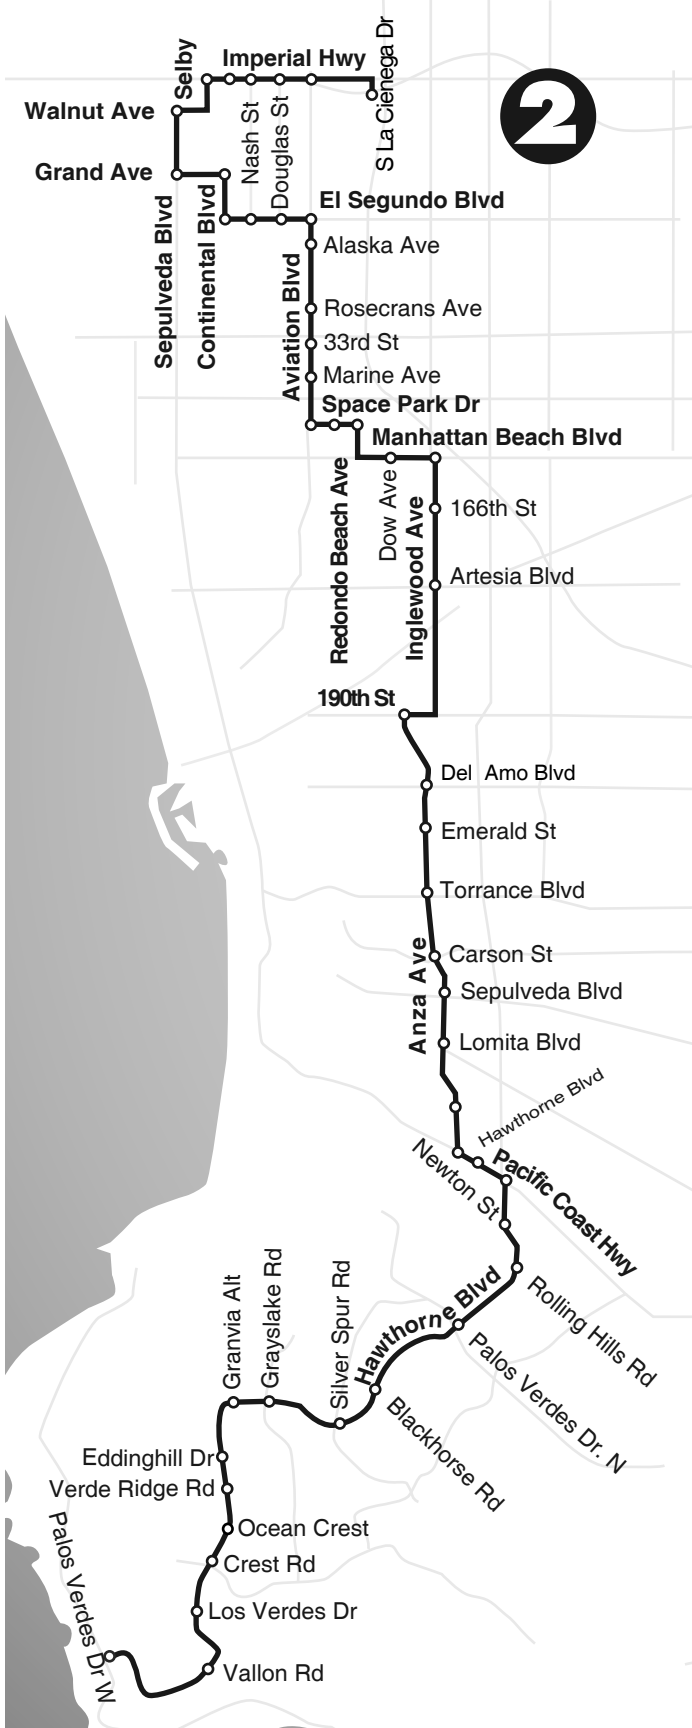 Selby
Imperial Hwy
S La Cienega Dr
2
Walnut Ave
Nash St
Douglas St
Grand Ave
Sepulveda Blvd
Continental Blvd
El Segundo Blvd
Alaska Ave
Aviation Blvd
Rosecrans Ave
33rd St
Marine Ave
Space Park Dr
Manhattan Beach Blvd
Redondo Beach Ave
Dow Ave
Inglewood Ave
166th St
Artesia Blvd
190th St
Del Amo Blvd
Emerald St
Torrance Blvd
Anza Ave
Carson St
Sepulveda Blvd
Lomita Blvd
Hawthorne Blvd
Newton St
Pacific Coast Hwy
Granvia Alt
Grayslake Rd
Silver Spur Rd
Hawthorne Blvd
Rolling Hills Rd
Palos Verdes Dr. N
Blackhorse Rd
Eddinghill Dr
Verde Ridge Rd
Ocean Crest
Crest Rd
Palos Verdes Dr W
Los Verdes Dr
Vallon Rd